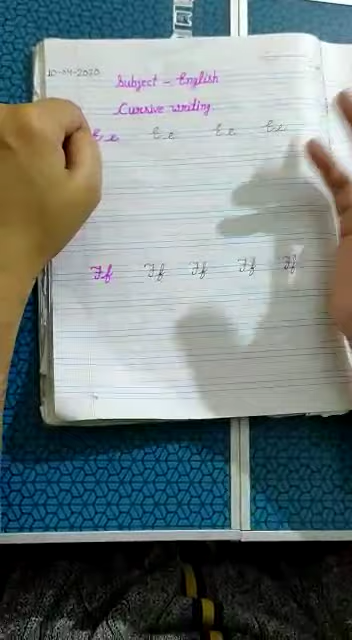 10-04-2020
Subject - English
Cursive writing.
Ee Ee Ee Ee
Ff Ff Ff Ff Ff